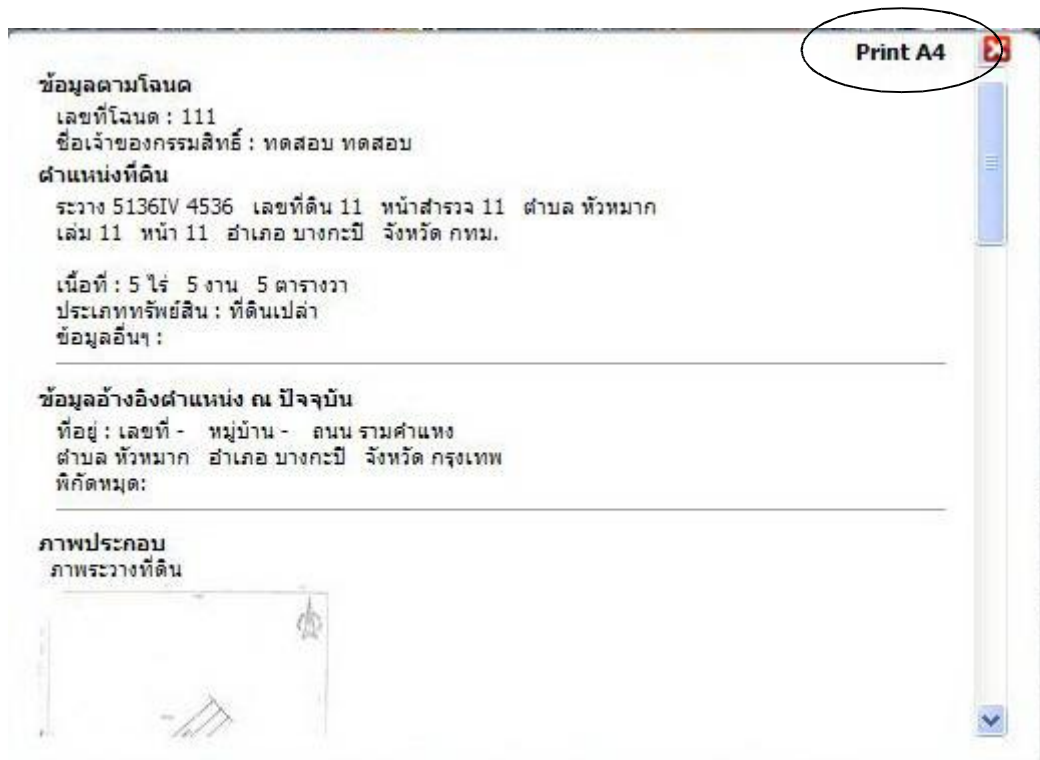 Print A4
ข้อมูลตามโฉนด
เลขที่โฉนด : 111
ชื่อเจ้าของกรรมสิทธิ์ : ทดสอบ ทดสอบ
ตำแหน่งที่ดิน
ระวาง 5136IV 4536 เลขที่ดิน 11 หน้าสำรวจ 11 ตำบล หัวหมาก
เล่ม 11 หน้า 11 อำเภอ บางกะปิ จังหวัด กทม.
เนื้อที่ : 5 ไร่ 5 งาน 5 ตารางวา
ประเภททรัพย์สิน : ที่ดินเปล่า
ข้อมูลอื่นๆ :
ข้อมูลอ้างอิงตำแหน่ง ณ ปัจจุบัน
ที่อยู่ : เลขที่ - หมู่บ้าน - ถนน รามคำแหง
ตำบล หัวหมาก อำเภอ บางกะปิ จังหวัด กรุงเทพ
พิกัดหมุด:
ภาพประกอบ
ภาพระวางที่ดิน